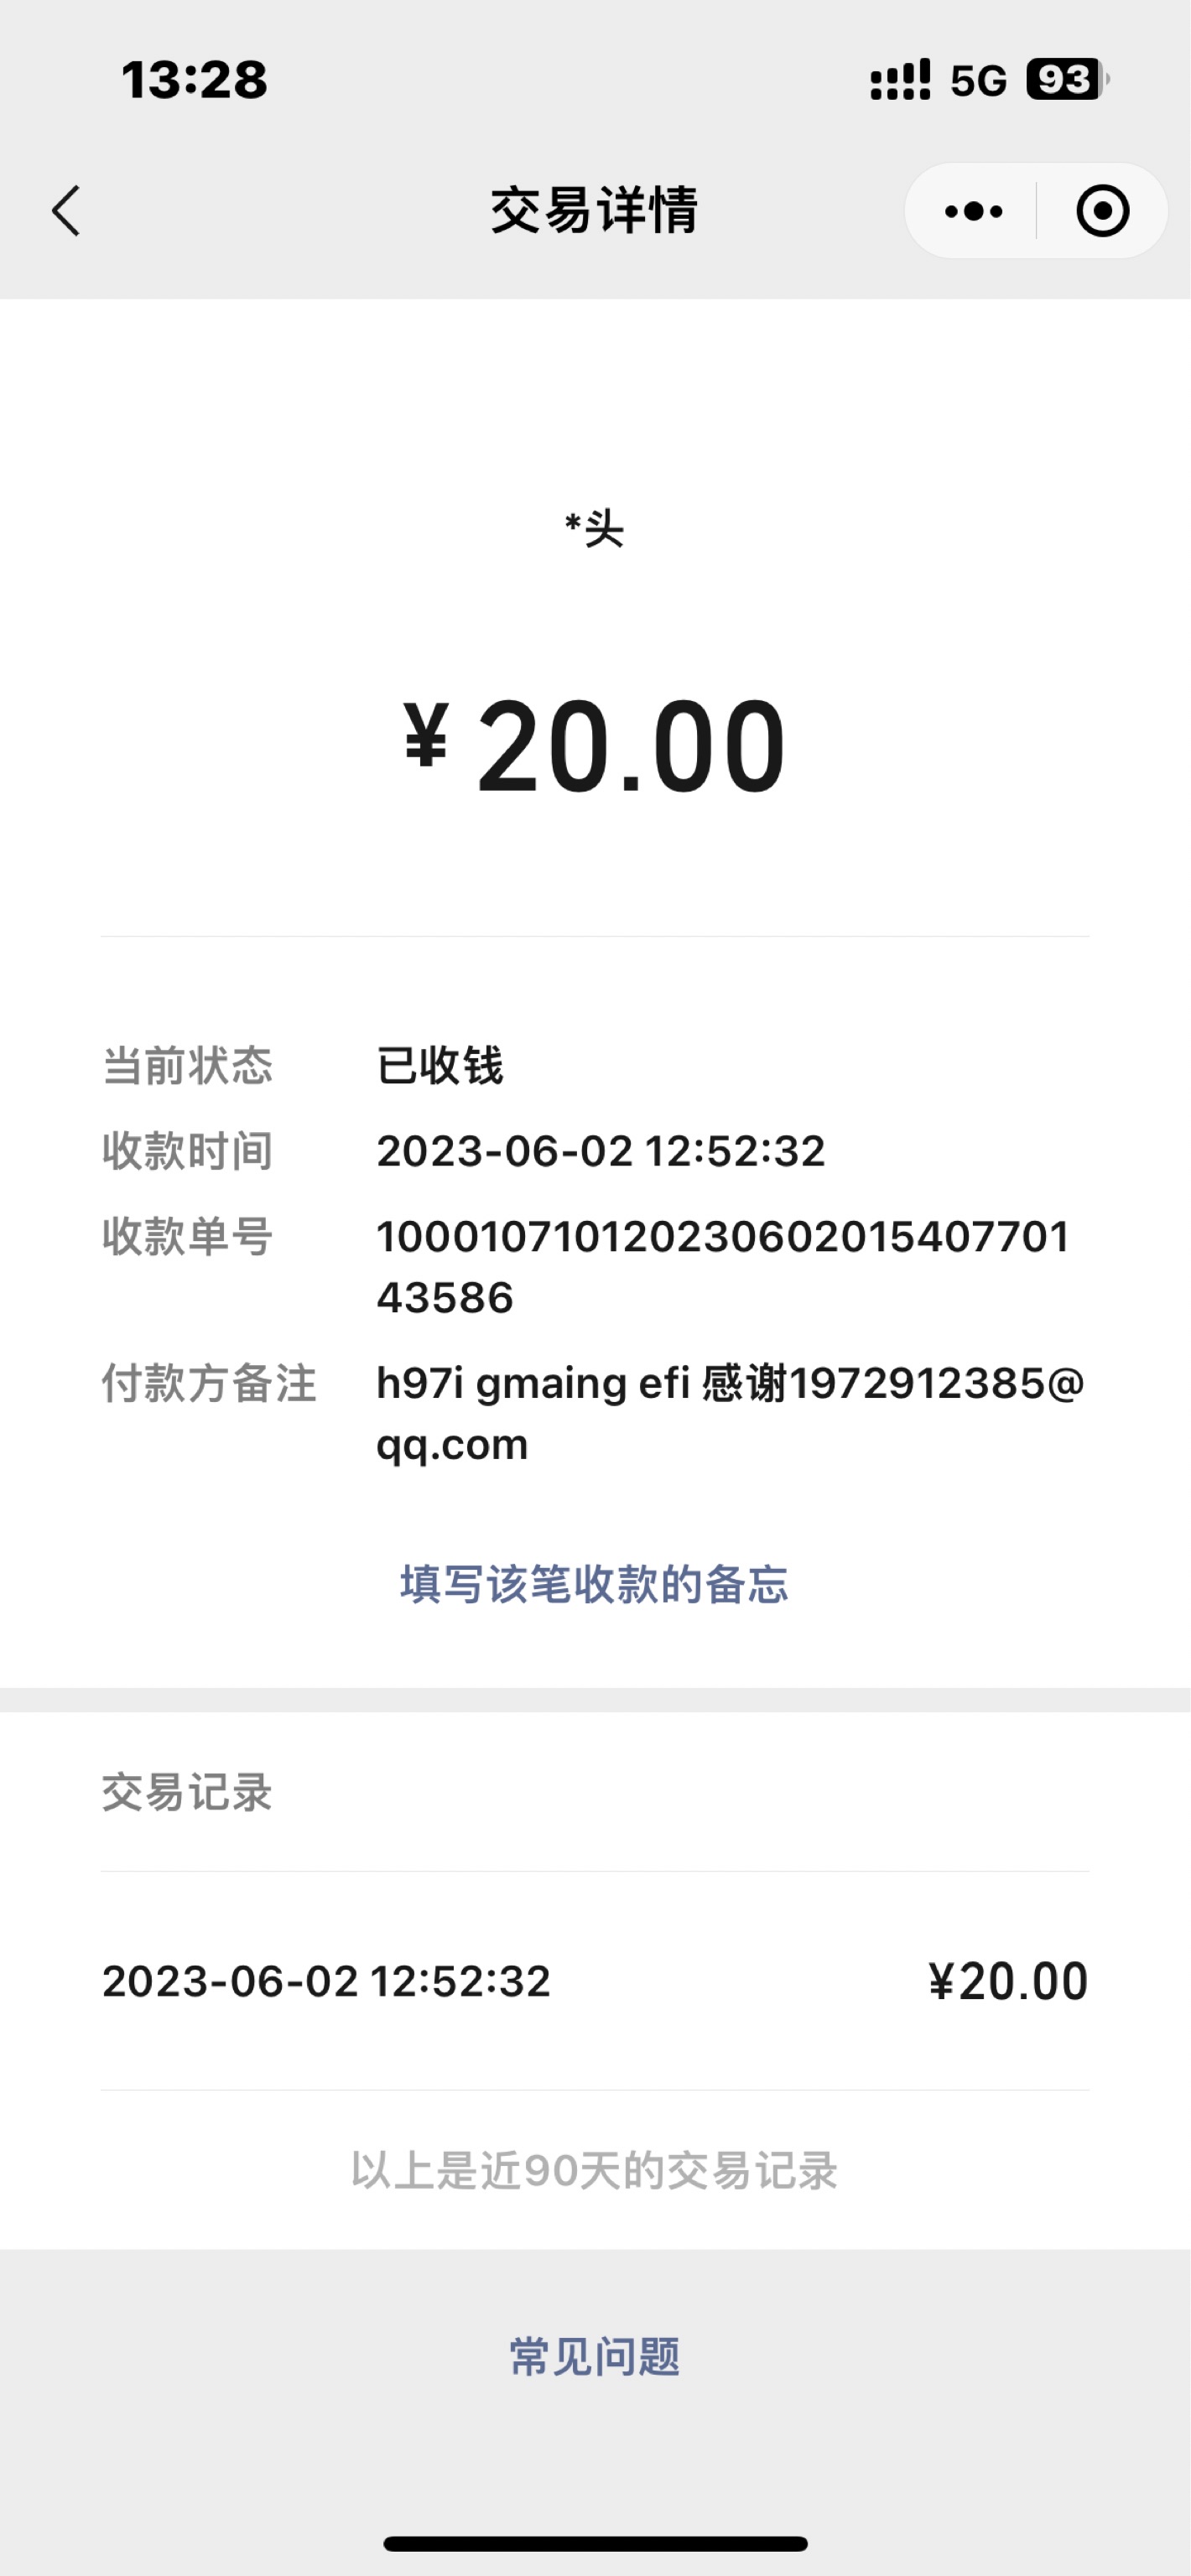 13:28 5G 93
交易详情
*头
¥20.00
当前状态 已收钱
收款时间 2023-06-02 12:52:32
收款单号 100010710120230602015407701
43586
付款方备注 h97i gmaing efi 感谢1972912385@
qq.com
填写该笔收款的备忘
交易记录
2023-06-02 12:52:32 ¥20.00
以上是近90天的交易记录
常见问题